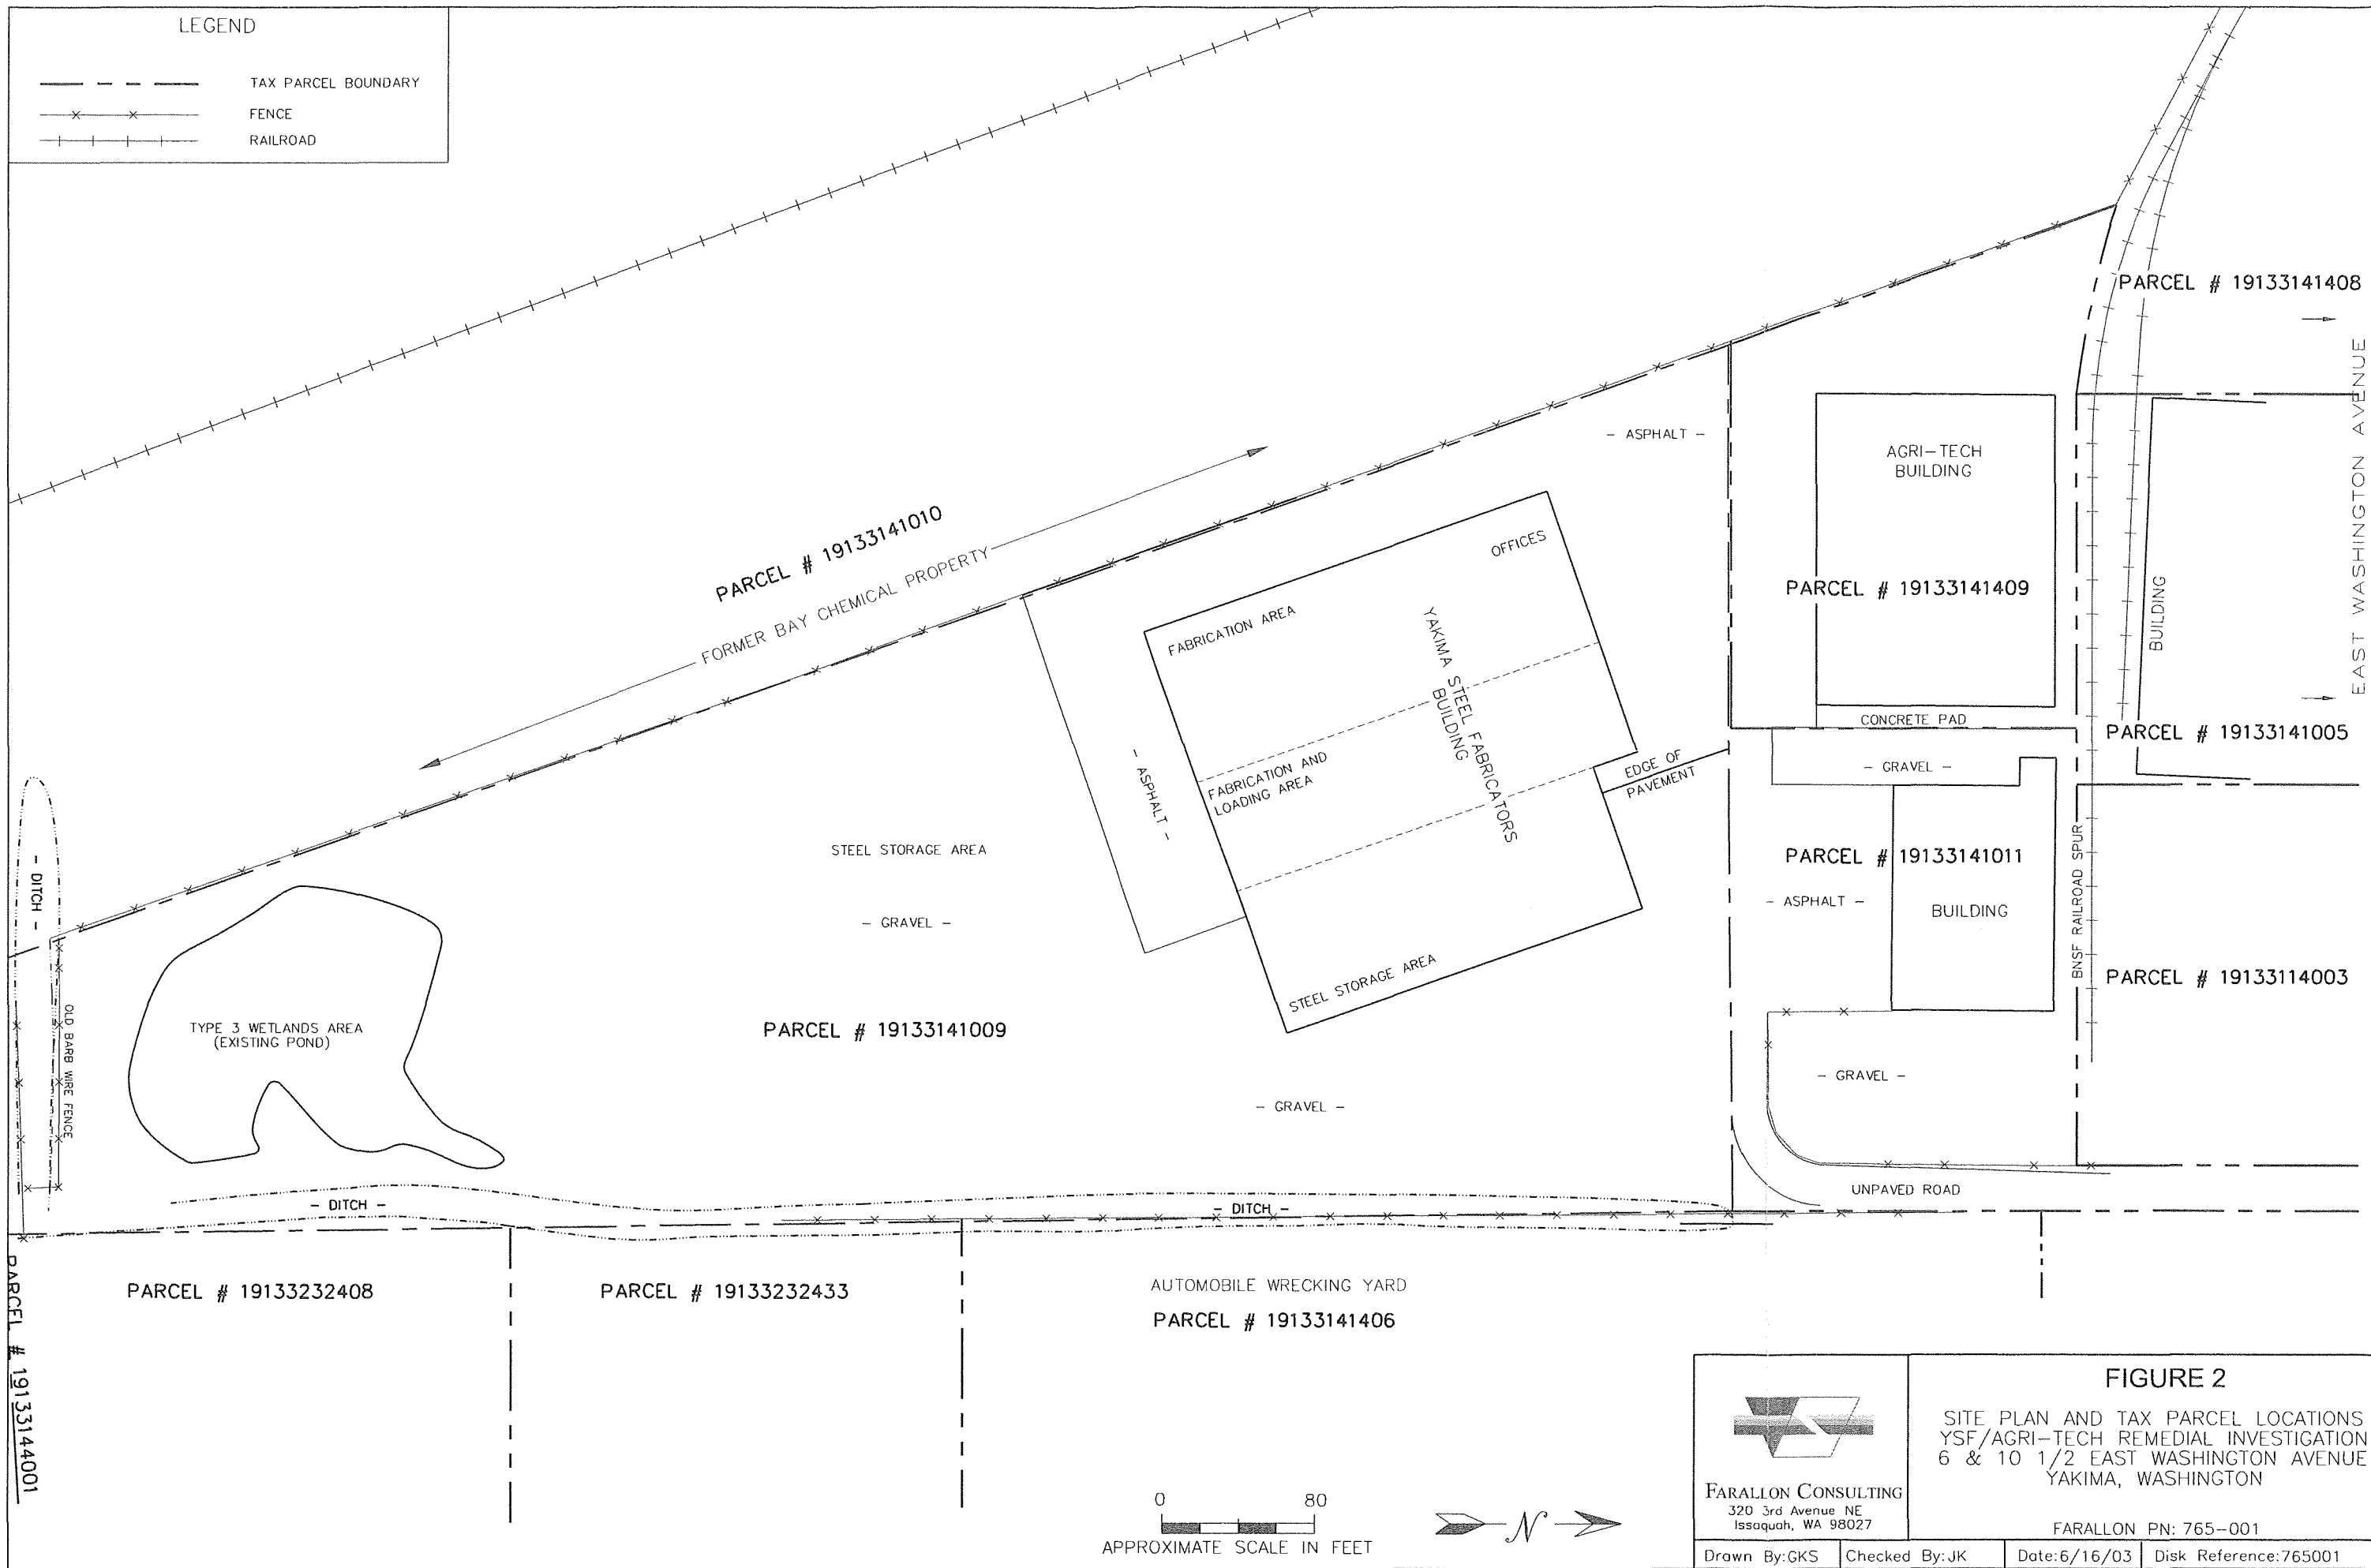 LEGEND
TAX PARCEL BOUNDARY
FENCE
RAILROAD
PARCEL # 19133141408
EAST WASHINGTON AVENUE
- ASPHALT -
AGRI-TECH
BUILDING
PARCEL # 19133141010
FORMER BAY CHEMICAL PROPERTY
OFFICES
PARCEL # 19133141409
BUILDING
FABRICATION AREA
YAKIMA STEEL FABRICATORS
BUILDING
CONCRETE PAD
PARCEL # 19133141005
- ASPHALT -
FABRICATION AND
LOADING AREA
EDGE OF
PAVEMENT
- GRAVEL -
STEEL STORAGE AREA
- DITCH -
PARCEL # 19133141011
BNSF RAILROAD SPUR
- GRAVEL -
- ASPHALT -
BUILDING
STEEL STORAGE AREA
PARCEL # 19133114003
OLD BARB WIRE FENCE
TYPE 3 WETLANDS AREA
(EXISTING POND)
PARCEL # 19133141009
- GRAVEL -
- GRAVEL -
UNPAVED ROAD
- DITCH -
- DITCH -
PARCEL # 19133144001
PARCEL # 19133232408
PARCEL # 19133232433
AUTOMOBILE WRECKING YARD
PARCEL # 19133141406
0 80
APPROXIMATE SCALE IN FEET
N
FARALLON CONSULTING
320 3rd Avenue NE
Issaquah, WA 98027
FIGURE 2
SITE PLAN AND TAX PARCEL LOCATIONS
YSF/AGRI-TECH REMEDIAL INVESTIGATION
6 & 10 1/2 EAST WASHINGTON AVENUE
YAKIMA, WASHINGTON
FARALLON PN: 765-001
Drawn By:GKS Checked By:JK Date:6/16/03 Disk Reference:765001